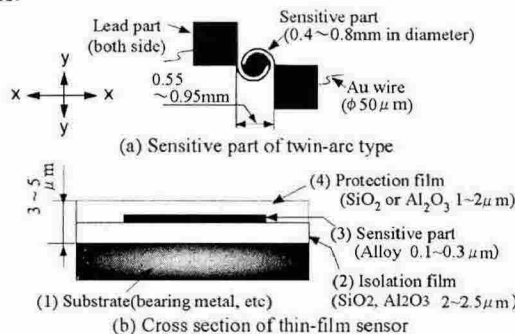 Lead part
(both side)
Sensitive part
(0.4~0.8mm in diameter)
0.55
~0.95mm
Au wire
(φ50μm)
x x
y
y
(a) Sensitive part of twin-arc type
3~5
μm
(4) Protection film
(SiO2 or Al2O3 1~2μm)
(3) Sensitive part
(Alloy 0.1~0.3 μm)
(2) Isolation film
(SiO2, Al2O3 2~2.5μm)
(1) Substrate(bearing metal, etc)
(b) Cross section of thin-film sensor